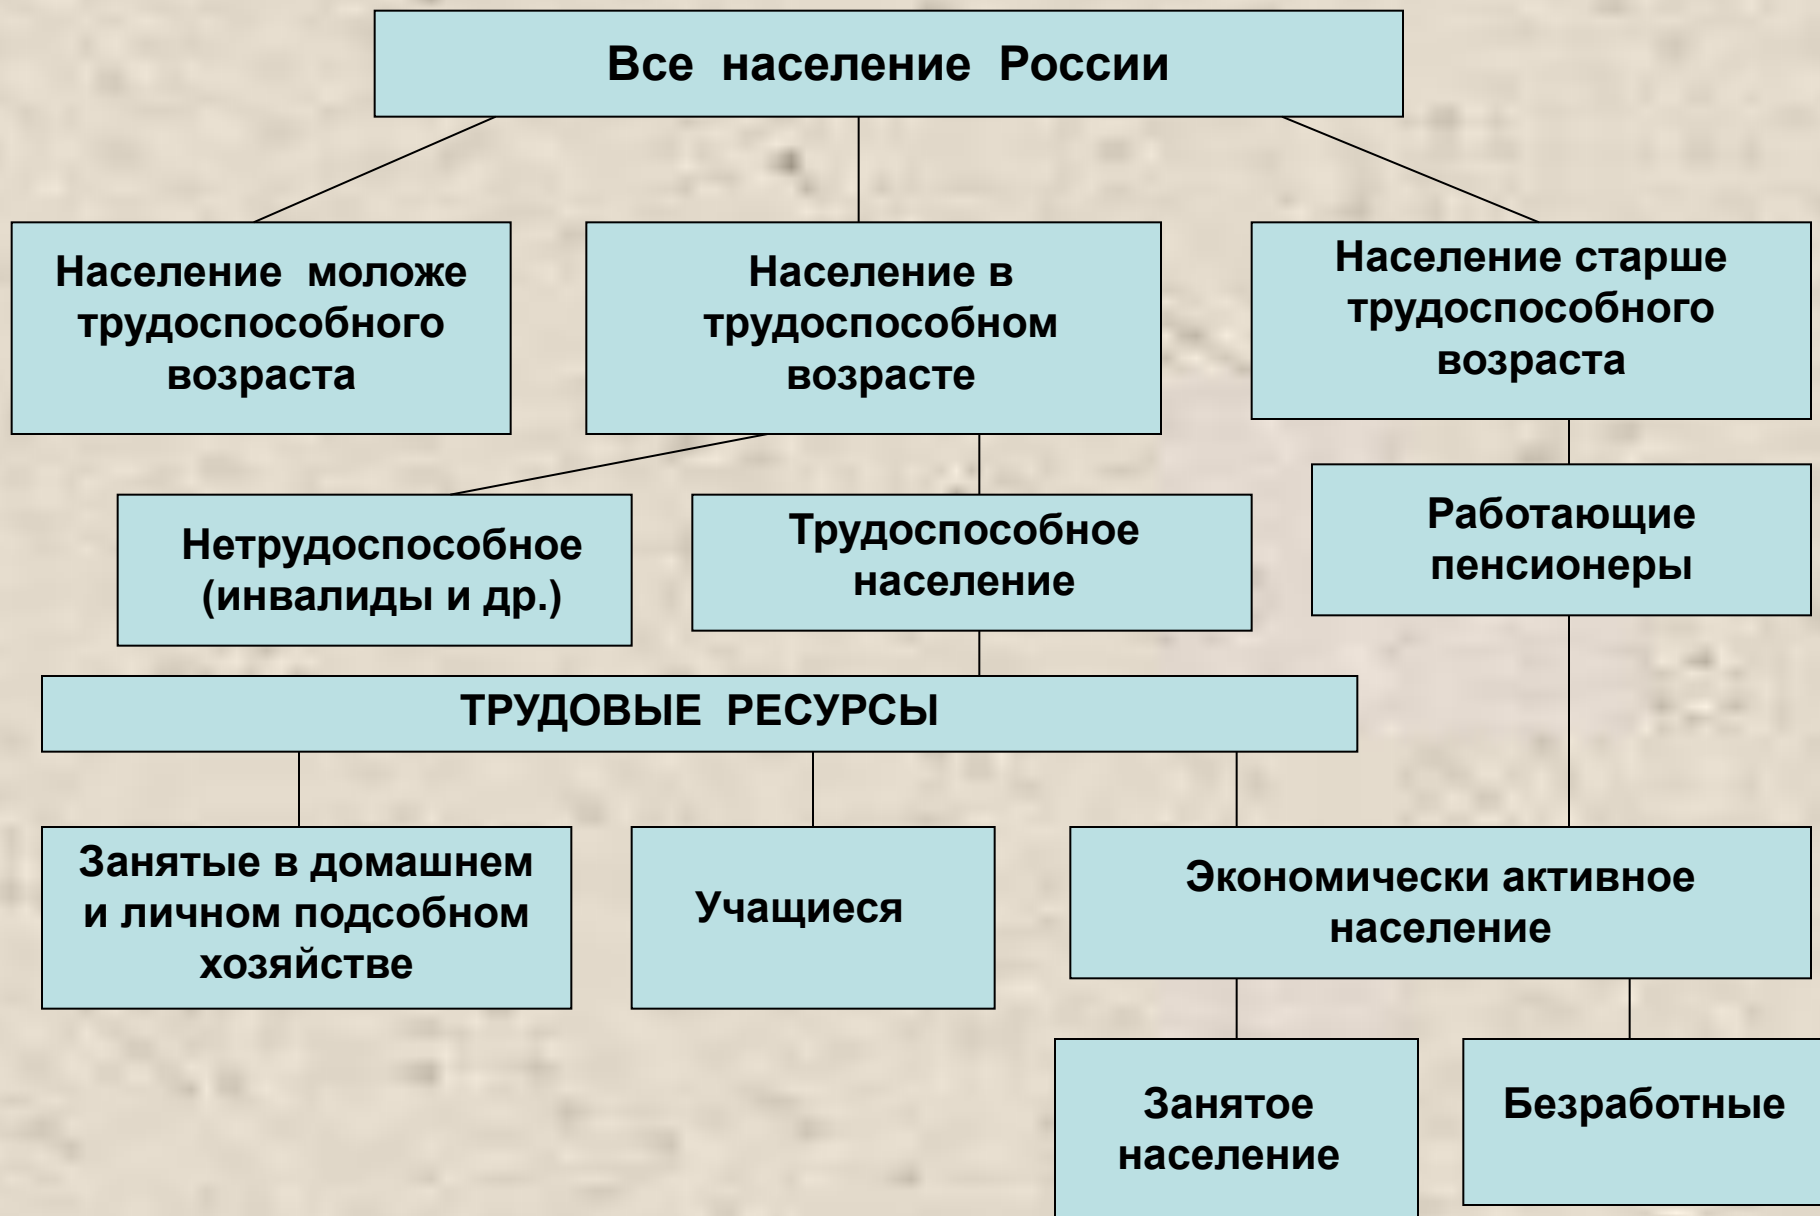 Все население России
Население моложе
трудоспособного
возраста
Население в
трудоспособном
возрасте
Население старше
трудоспособного
возраста
Нетрудоспособное
(инвалиды и др.)
Трудоспособное
население
Работающие
пенсионеры
ТРУДОВЫЕ РЕСУРСЫ
Занятые в домашнем
и личном подсобном
хозяйстве
Учащиеся
Экономически активное
население
Занятое
население
Безработные